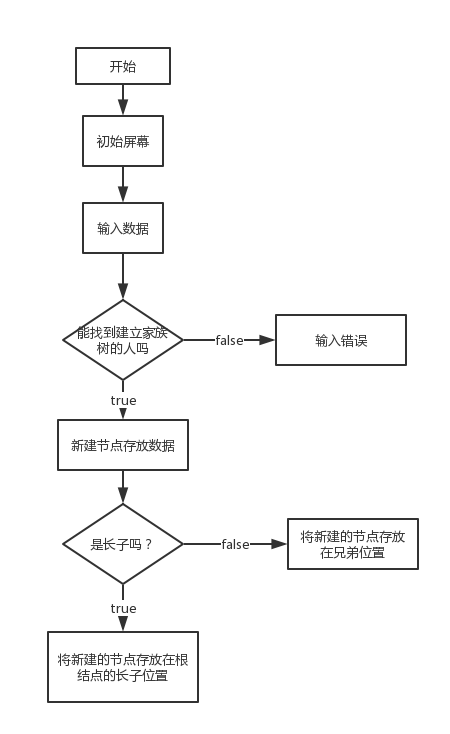 开始
初始屏幕
输入数据
能找到建立家族
树的人吗
false
输入错误
true
新建节点存放数据
是长子吗？
false
将新建的节点存放
在兄弟位置
true
将新建的节点存放在根
结点的长子位置